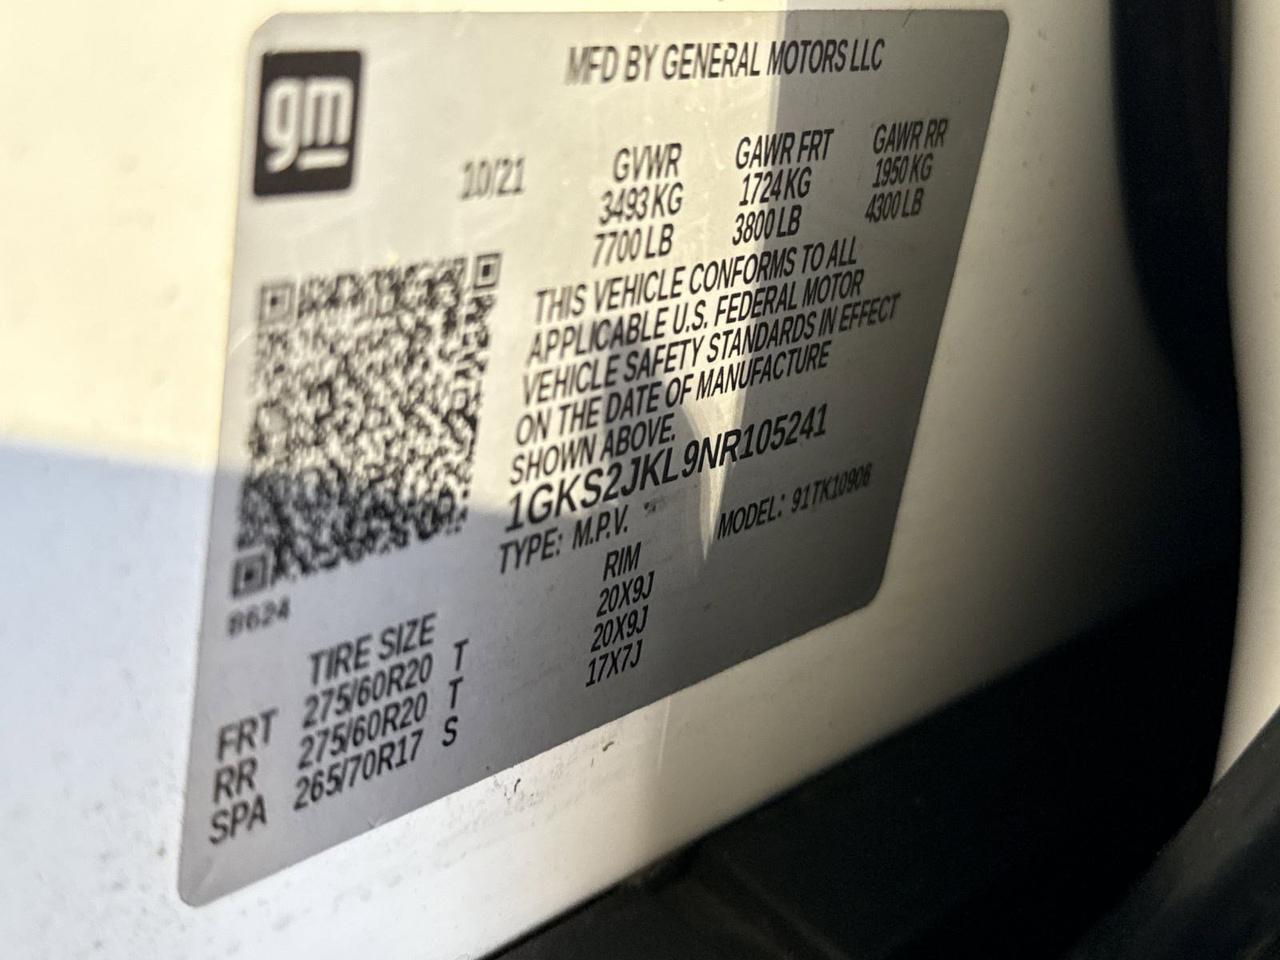 gm
MFD BY GENERAL MOTORS LLC
10/21
GVWR GAWR FRT GAWR RR
3493 KG 1724 KG 1950 KG
7700 LB 3800 LB 4300 LB
THIS VEHICLE CONFORMS TO ALL
APPLICABLE U.S. FEDERAL MOTOR
VEHICLE SAFETY STANDARDS IN EFFECT
ON THE DATE OF MANUFACTURE
SHOWN ABOVE.
1GKS2JKL9NR105241
TYPE: M.P.V. MODEL: 91TK10906
8624
TIRE SIZE RIM
FRT 275/60R20 T 20X9J
RR 275/60R20 T 20X9J
SPA 265/70R17 S 17X7J